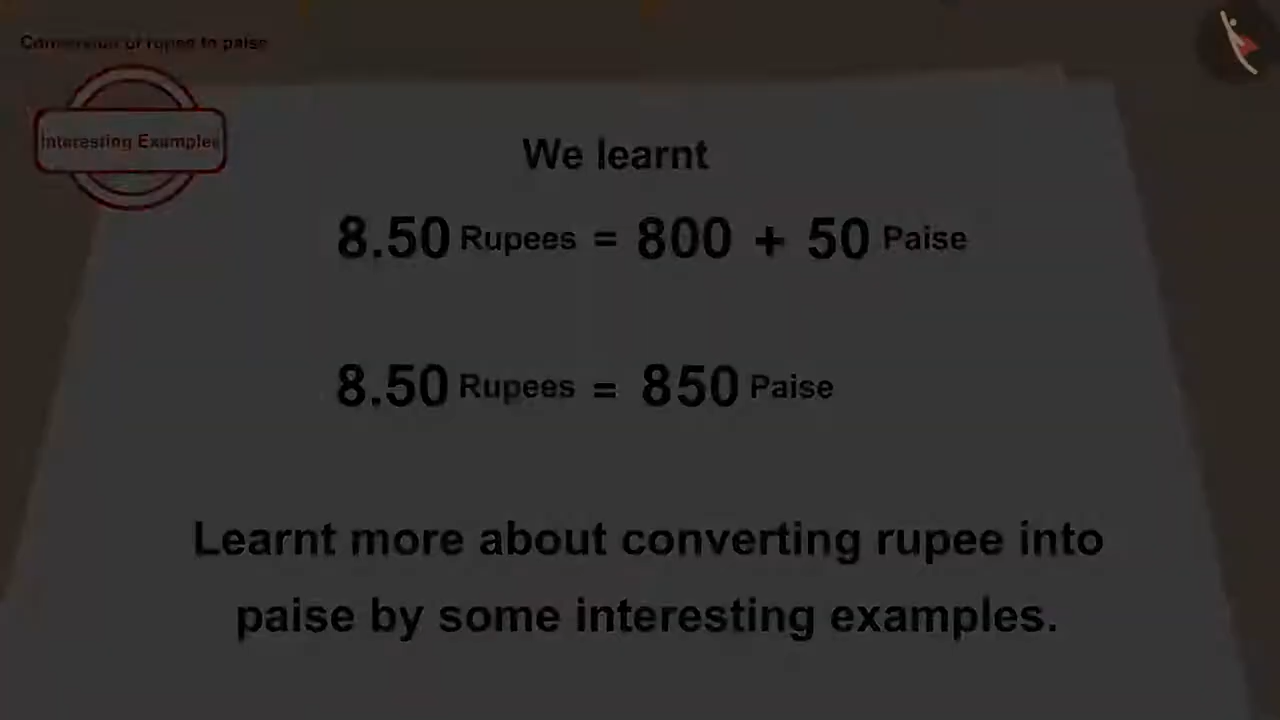 Conversion of rupee to paise
Interesting Examples
We learnt
8.50 Rupees = 800 + 50 Paise
8.50 Rupees = 850 Paise
Learnt more about converting rupee into
paise by some interesting examples.